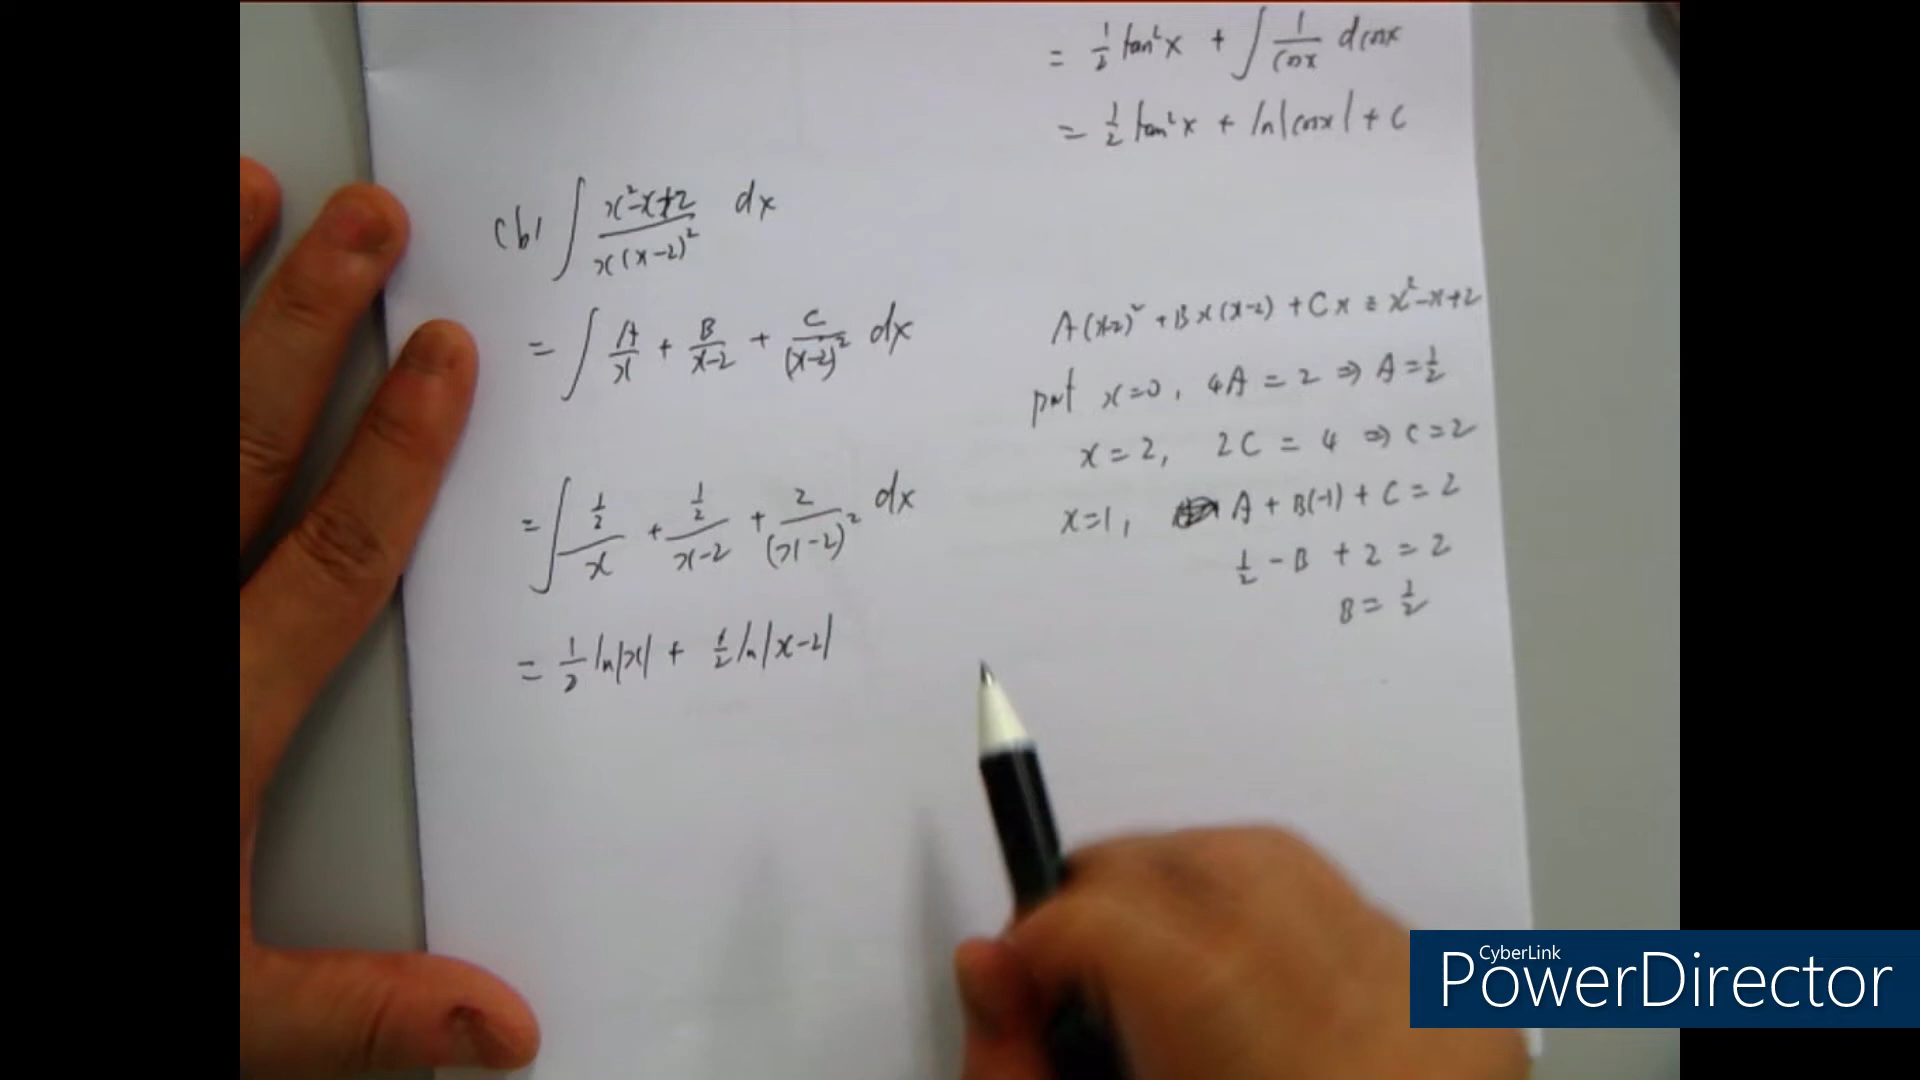 = 1/2 tan²x + ∫ 1/cosx dcosx
= 1/2 tan²x + ln|cosx| + C
(b) ∫ x²-x+2 / x(x-2)² dx
= ∫ A/x + B/x-2 + C/(x-2)² dx
= ∫ 1/2 / x + 1/2 / x-2 + 2/(x-2)² dx
= 1/2 ln|x| + 1/2 ln|x-2|
A(x-2)² + Bx(x-2) + Cx ≡ x²-x+2
put x=0, 4A = 2 ⇒ A = 1/2
x = 2, 2C = 4 ⇒ C = 2
x=1, A + B(-1) + C = 2
1/2 - B + 2 = 2
B = 1/2
CyberLink
PowerDirector